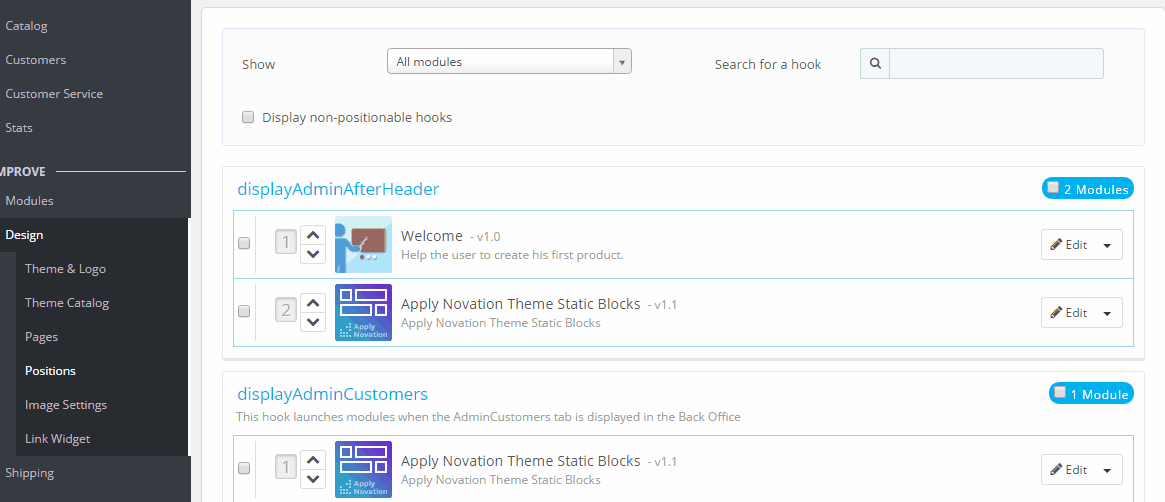 Catalog
Customers
Customer Service
Stats
MPROVE
Modules
Design
Theme & Logo
Theme Catalog
Pages
Positions
Image Settings
Link Widget
Shipping
Show
All modules
Search for a hook
Display non-positionable hooks
displayAdminAfterHeader
2 Modules
1
Welcome - v1.0
Help the user to create his first product.
Edit
2
Apply Novation
Apply Novation Theme Static Blocks - v1.1
Apply Novation Theme Static Blocks
Edit
displayAdminCustomers
1 Module
This hook launches modules when the AdminCustomers tab is displayed in the Back Office
1
Apply Novation
Apply Novation Theme Static Blocks - v1.1
Apply Novation Theme Static Blocks
Edit